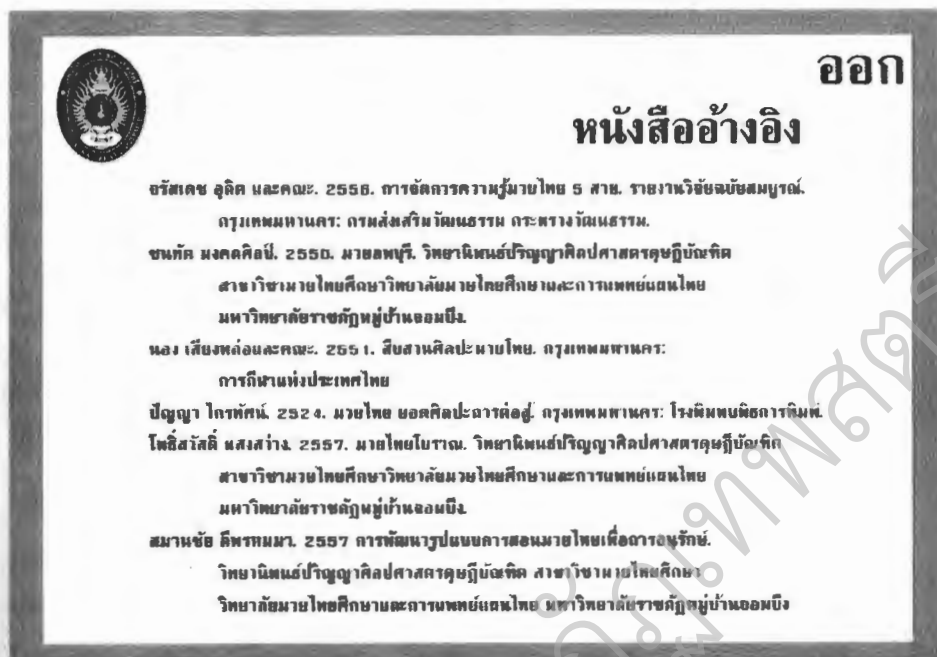 ออก
หนังสืออ้างอิง
จรัสเดช อุลิต และคณะ. 2556. การจัดการความรู้มวยไทย 5 สาย. รายงานวิจัยฉบับสมบูรณ์.
กรุงเทพมหานคร: กรมส่งเสริมวัฒนธรรม กระทรวงวัฒนธรรม.
ชนทัต มงคลศิลป์. 2550. มวยลพบุรี. วิทยานิพนธ์ปริญญาศิลปศาสตรดุษฎีบัณฑิต
สาขาวิชามวยไทยศึกษาวิทยาลัยมวยไทยศึกษาและการแพทย์แผนไทย
มหาวิทยาลัยราชภัฏหมู่บ้านจอมบึง.
นอง เสียงหล่อและคณะ. 2551. สืบสานศิลปะมวยไทย. กรุงเทพมหานคร:
การกีฬาแห่งประเทศไทย
ปัญญา ไกรทัศน์. 2524. มวยไทย ยอดศิลปะการต่อสู้. กรุงเทพมหานคร: โรงพิมพ์บพิธการพิมพ์.
โพธิ์สวัสดิ์ แสงสว่าง. 2557. มวยไทยโบราณ. วิทยานิพนธ์ปริญญาศิลปศาสตรดุษฎีบัณฑิต
สาขาวิชามวยไทยศึกษาวิทยาลัยมวยไทยศึกษาและการแพทย์แผนไทย
มหาวิทยาลัยราชภัฏหมู่บ้านจอมบึง.
สมานชัย ดีพรหมมา. 2557 การพัฒนารูปแบบการสอนมวยไทยเพื่อการอนุรักษ์.
วิทยานิพนธ์ปริญญาศิลปศาสตรดุษฎีบัณฑิต สาขาวิชามวยไทยศึกษา
วิทยาลัยมวยไทยศึกษาและการแพทย์แผนไทย มหาวิทยาลัยราชภัฏหมู่บ้านจอมบึง